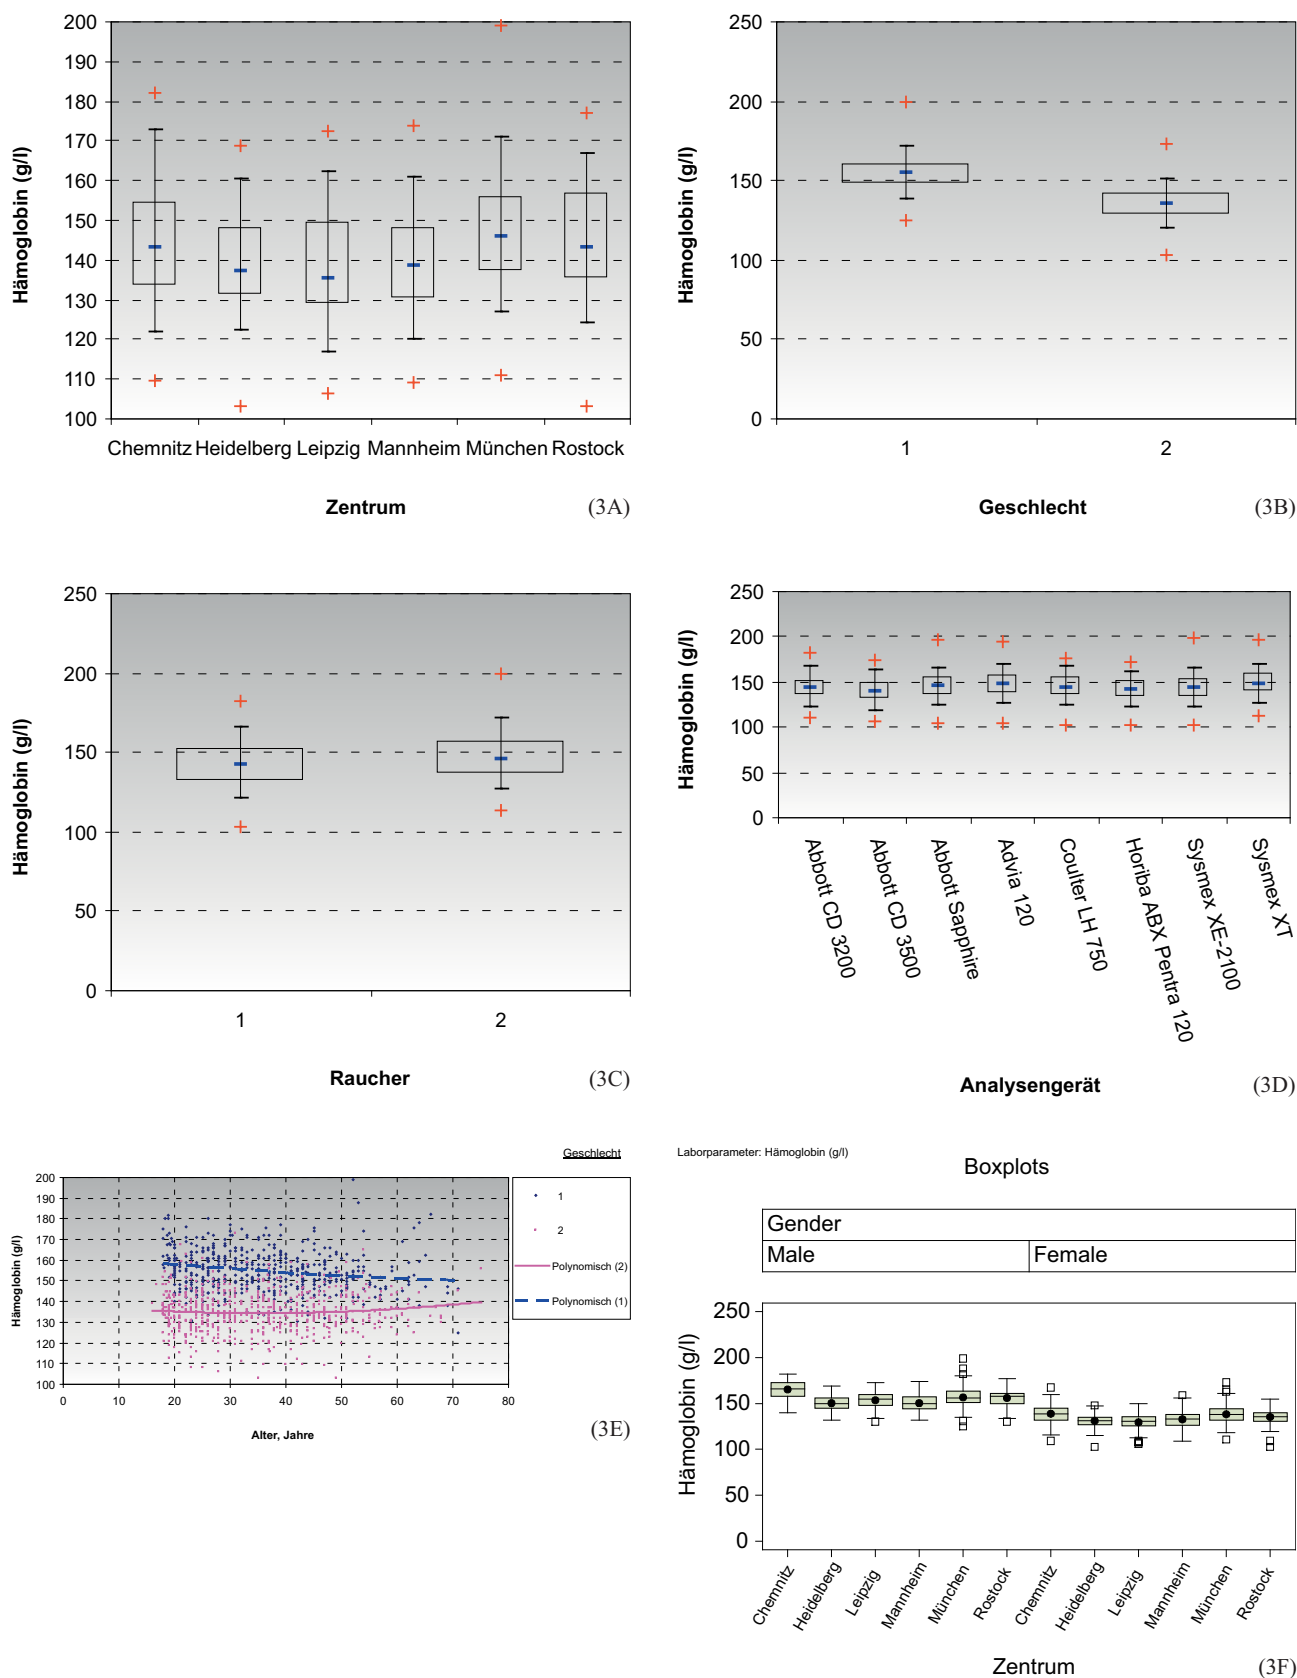 200
190
180
170
160
150
140
130
120
110
100
Hämoglobin (g/l)
Chemnitz Heidelberg Leipzig Mannheim München Rostock
Zentrum
(3A)
250
200
150
100
50
0
Hämoglobin (g/l)
1 2
Geschlecht
(3B)
250
200
150
100
50
0
Hämoglobin (g/l)
1 2
Raucher
(3C)
250
200
150
100
50
0
Hämoglobin (g/l)
Abbott CD 3200
Abbott CD 3500
Abbott Sapphire
Advia 120
Coulter LH 750
Horiba ABX Pentra 120
Sysmex XE-2100
Sysmex XT
Analysengerät
(3D)
Geschlecht
200
190
180
170
160
150
140
130
120
110
100
Hämoglobin (g/l)
0 10 20 30 40 50 60 70 80
1
2
Polynomisch (2)
Polynomisch (1)
Alter, Jahre
(3E)
Laborparameter: Hämoglobin (g/l)
Boxplots
Gender
Male Female
250
200
150
100
50
0
Hämoglobin (g/l)
Chemnitz
Heidelberg
Leipzig
Mannheim
München
Rostock
Chemnitz
Heidelberg
Leipzig
Mannheim
München
Rostock
Zentrum
(3F)